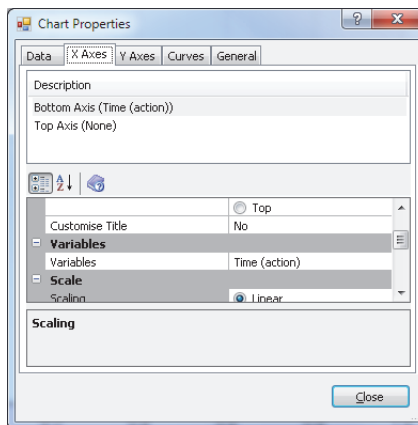 Chart Properties
?
X
Data X Axes Y Axes Curves General
Description
Bottom Axis (Time (action))
Top Axis (None)
A
Z
Top
Customise Title No
Variables
Variables Time (action)
Scale
Scaling Linear
Scaling
Close